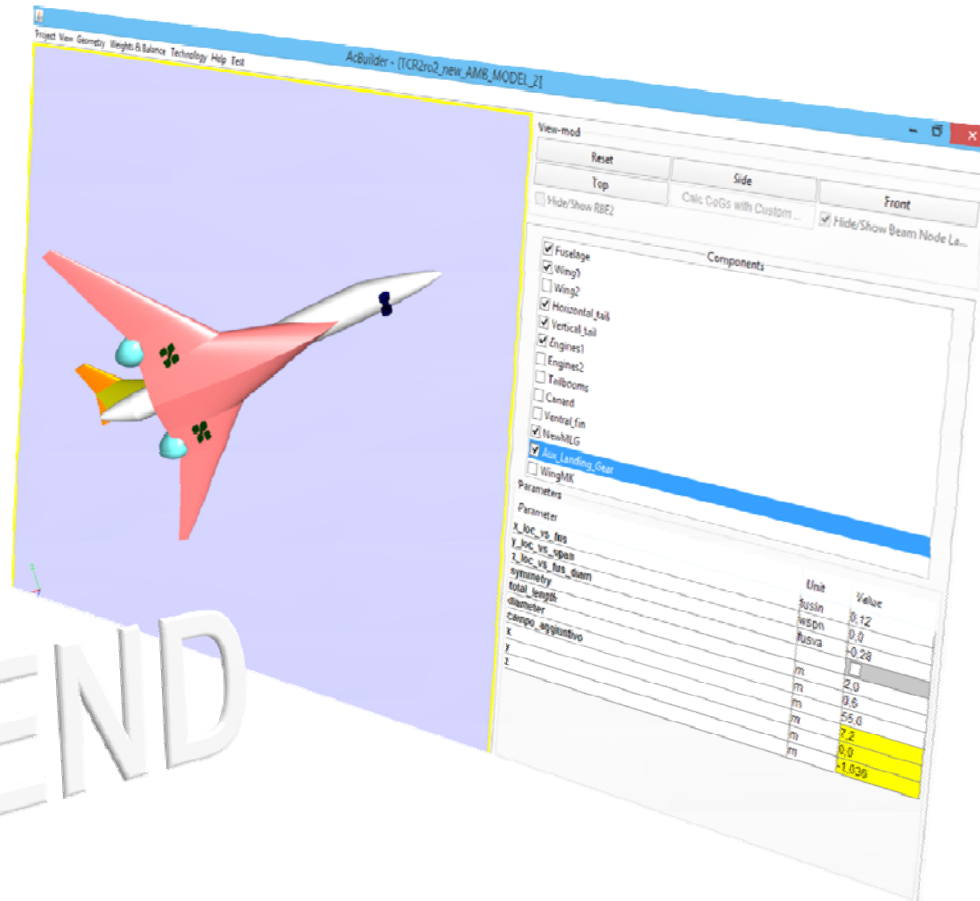 AcBuilder - [TCR2ro2_new_AMB_MODEL_2]
Project View Geometry Weights & Balance Technology Help Test
View-mod
Reset
Side
Front
Top
Calc CoGs with Custom ...
Hide/Show RBE2
Hide/Show Beam Node La...
Components
Fuselage
Wing1
Wing2
Horizontal_tail
Vertical_tail
Engines1
Engines2
Tailbooms
Canard
Ventral_fin
NewMLG
Aux_Landing_Gear
WingMK
Parameters
Parameter Unit Value
x_loc_vs_fus fusln 0,12
y_loc_vs_span wspn 0,0
z_loc_vs_fus_diam fusva -0,28
symmetry
total_length m 2,0
diameter m 0,6
campo_aggiuntivo m 55,0
x m 7,2
y m 0,0
z m -1,036
END